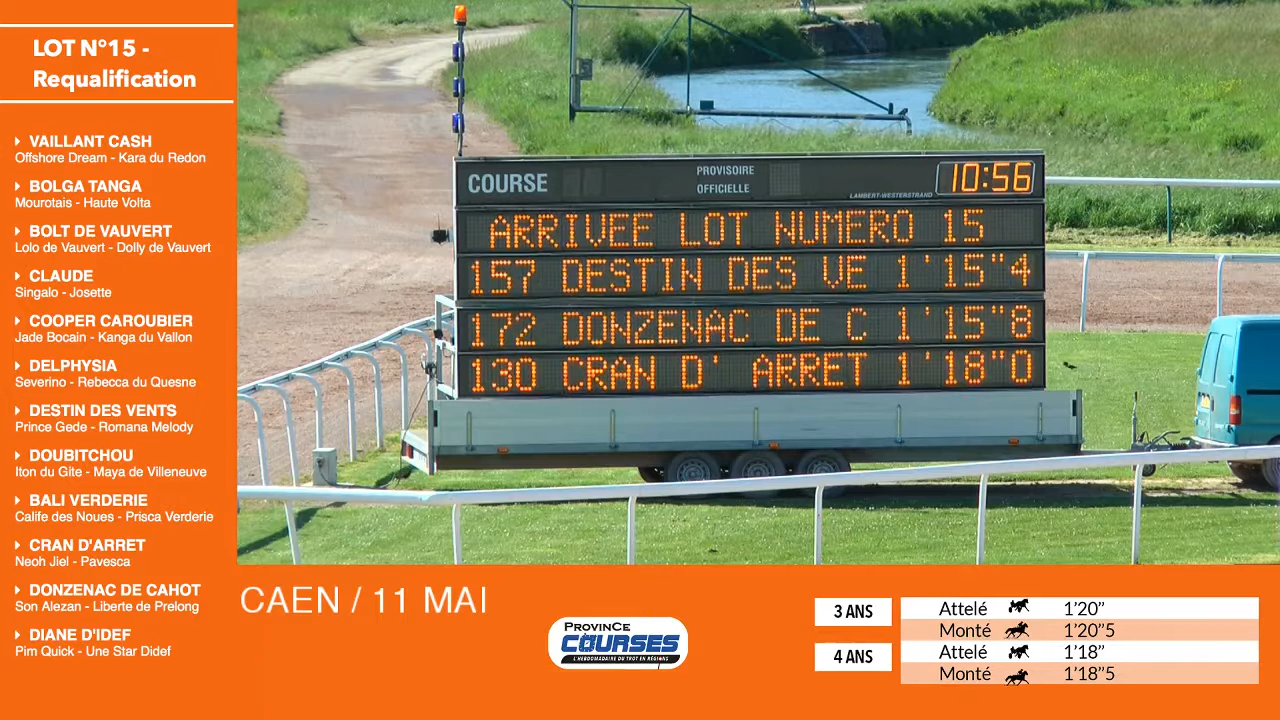 LOT N°15 -
Requalification
VAILLANT CASH
Offshore Dream - Kara du Redon
BOLGA TANGA
Mourotais - Haute Volta
BOLT DE VAUVERT
Lolo de Vauvert - Dolly de Vauvert
CLAUDE
Singalo - Josette
COOPER CAROUBIER
Jade Bocain - Kanga du Vallon
DELPHYSIA
Severino - Rebecca du Quesne
DESTIN DES VENTS
Prince Gede - Romana Melody
DOUBITCHOU
Iton du Gîte - Maya de Villeneuve
BALI VERDERIE
Calife des Noues - Prisca Verderie
CRAN D'ARRET
Neoh Jiel - Pavesca
DONZENAC DE CAHOT
Son Alezan - Liberte de Prelong
DIANE D'IDEF
Pim Quick - Une Star Didef
COURSE
PROVISOIRE
OFFICIELLE
LAMBERT-WESTERSTRAND
10:56
ARRIVEE LOT NUMERO 15
157 DESTIN DES VE 1'15"4
172 DONZENAC DE C 1'15"8
130 CRAN D' ARRET 1'18"0
CAEN / 11 MAI
PROVINCE
COURSES
L'HEBDOMADAIRE DU TROT EN RÉGIONS
3 ANS
Attelé 1'20"
Monté 1'20"5
4 ANS
Attelé 1'18"
Monté 1'18"5